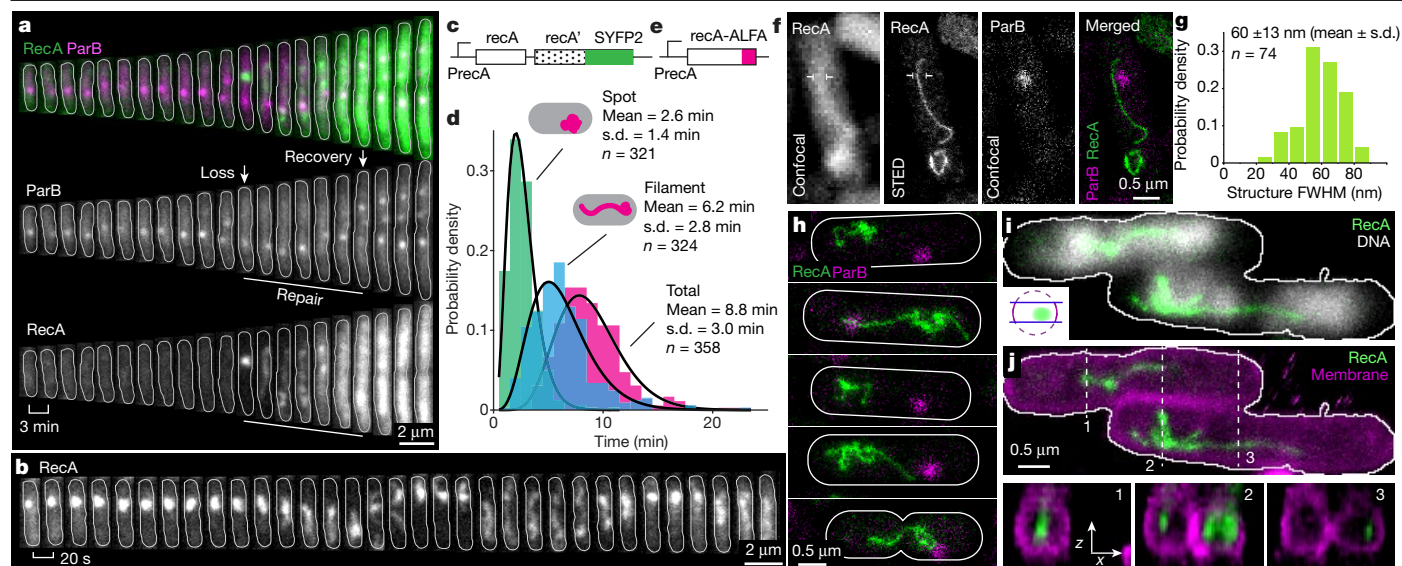 a
RecA ParB
ParB
Loss
Recovery
Repair
RecA
3 min
2 μm
b
RecA
20 s
2 μm
c
recA
recA'
SYFP2
PrecA
e
recA-ALFA
PrecA
d
Spot
Mean = 2.6 min
s.d. = 1.4 min
n = 321
Filament
Mean = 6.2 min
s.d. = 2.8 min
n = 324
Total
Mean = 8.8 min
s.d. = 3.0 min
n = 358
Probability density
0.3
0.2
0.1
0
0
10
20
Time (min)
f
RecA
Confocal
RecA
STED
ParB
Confocal
Merged
ParB RecA
0.5 μm
g
60 ±13 nm (mean ± s.d.)
n = 74
Probability density
0.3
0.2
0.1
0
0
20
40
60
80
Structure FWHM (nm)
h
RecA ParB
0.5 μm
i
RecA
DNA
j
RecA
Membrane
1
2
3
0.5 μm
1
z
x
2
3